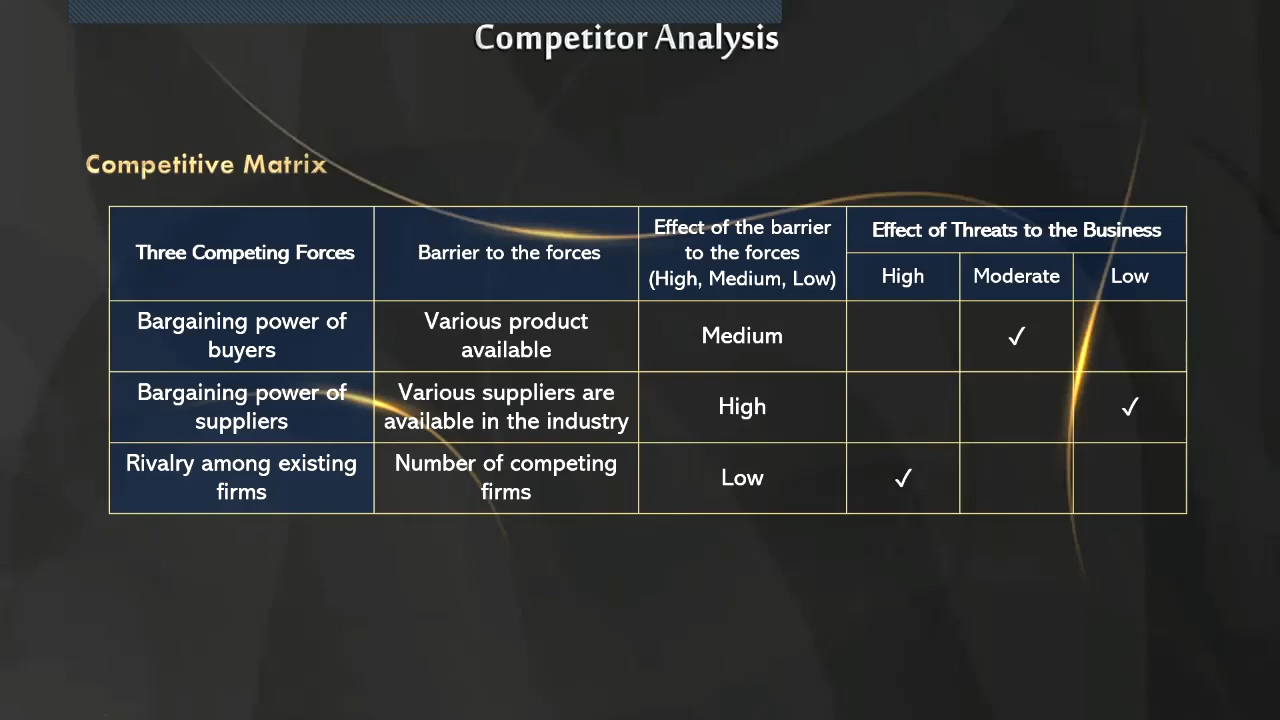 Competitor Analysis
Competitive Matrix
Three Competing Forces
Barrier to the forces
Effect of the barrier
to the forces
(High, Medium, Low)
Effect of Threats to the Business
High
Moderate
Low
Bargaining power of
buyers
Various product
available
Medium
✓
Bargaining power of
suppliers
Various suppliers are
available in the industry
High
✓
Rivalry among existing
firms
Number of competing
firms
Low
✓